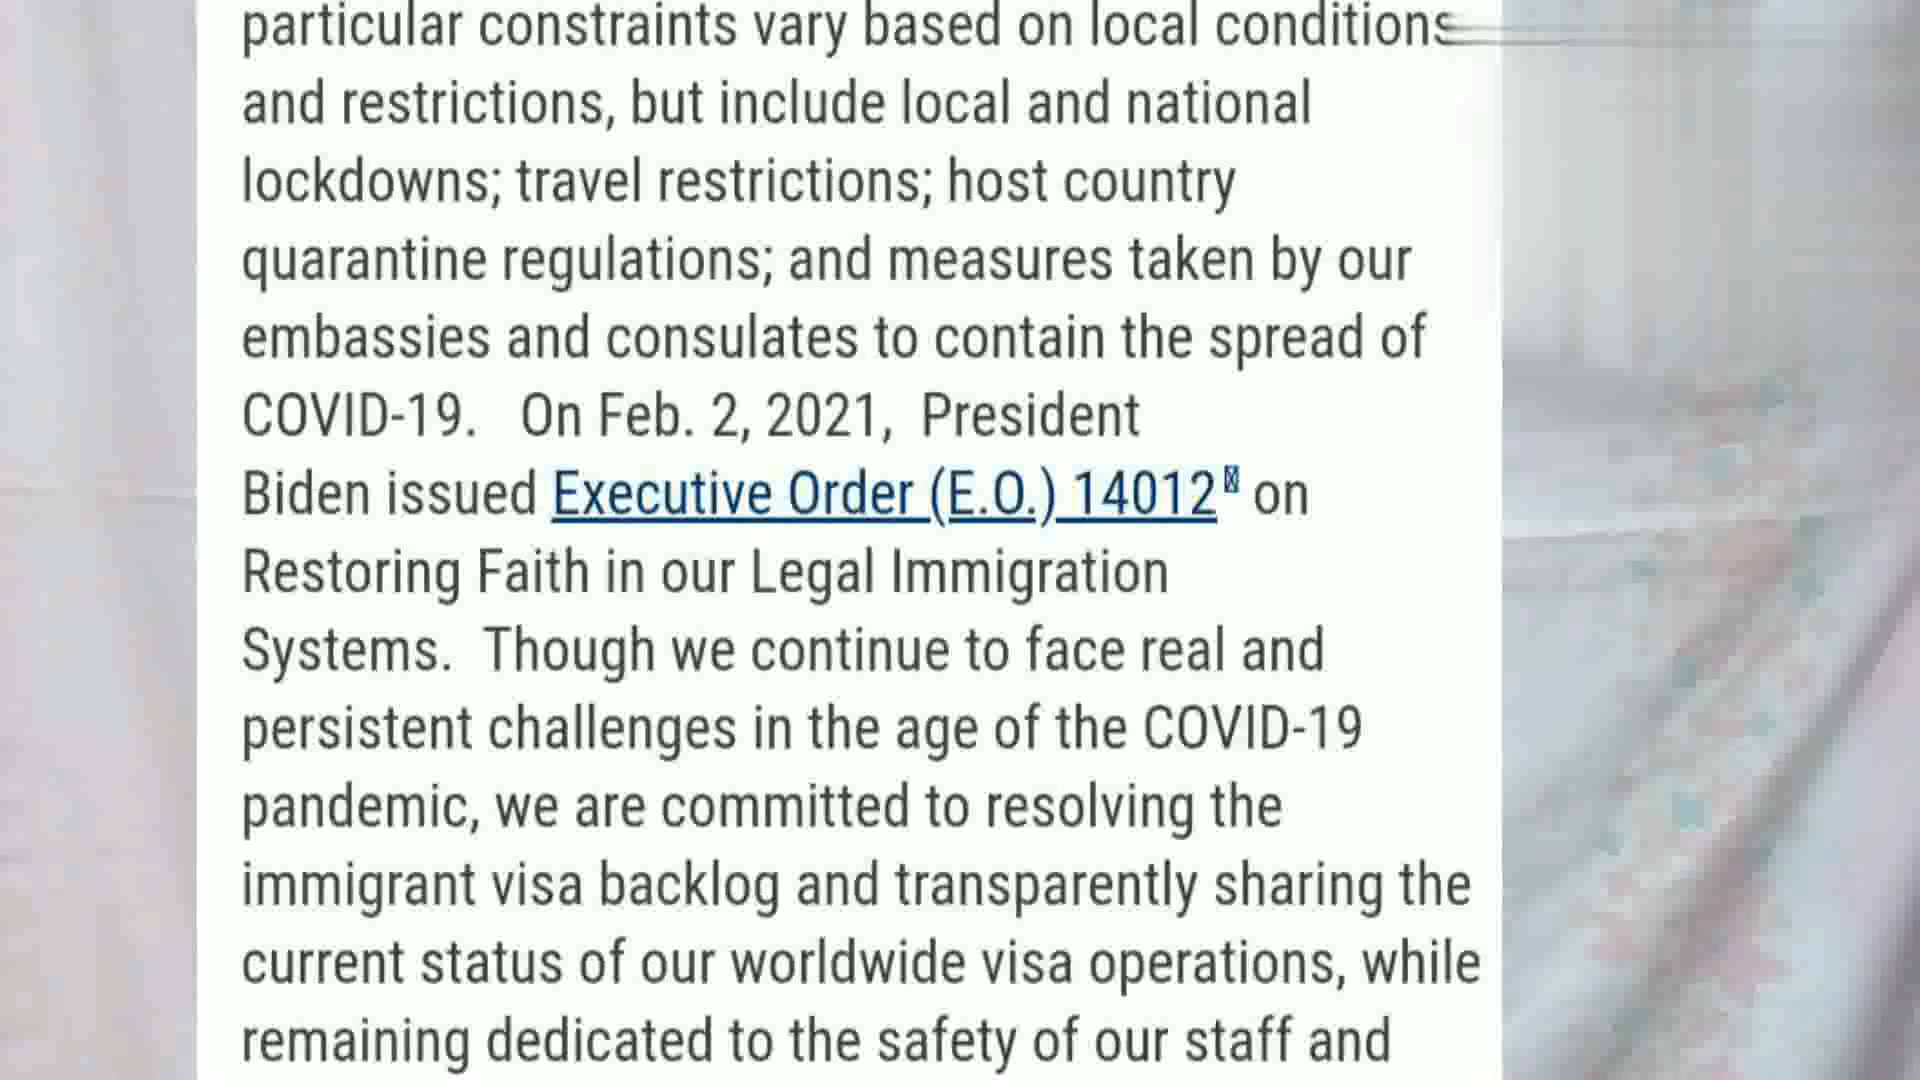 particular constraints vary based on local conditions
and restrictions, but include local and national
lockdowns; travel restrictions; host country
quarantine regulations; and measures taken by our
embassies and consulates to contain the spread of
COVID-19.   On Feb. 2, 2021,  President
Biden issued Executive Order (E.O.) 14012 on
Restoring Faith in our Legal Immigration
Systems.  Though we continue to face real and
persistent challenges in the age of the COVID-19
pandemic, we are committed to resolving the
immigrant visa backlog and transparently sharing the
current status of our worldwide visa operations, while
remaining dedicated to the safety of our staff and